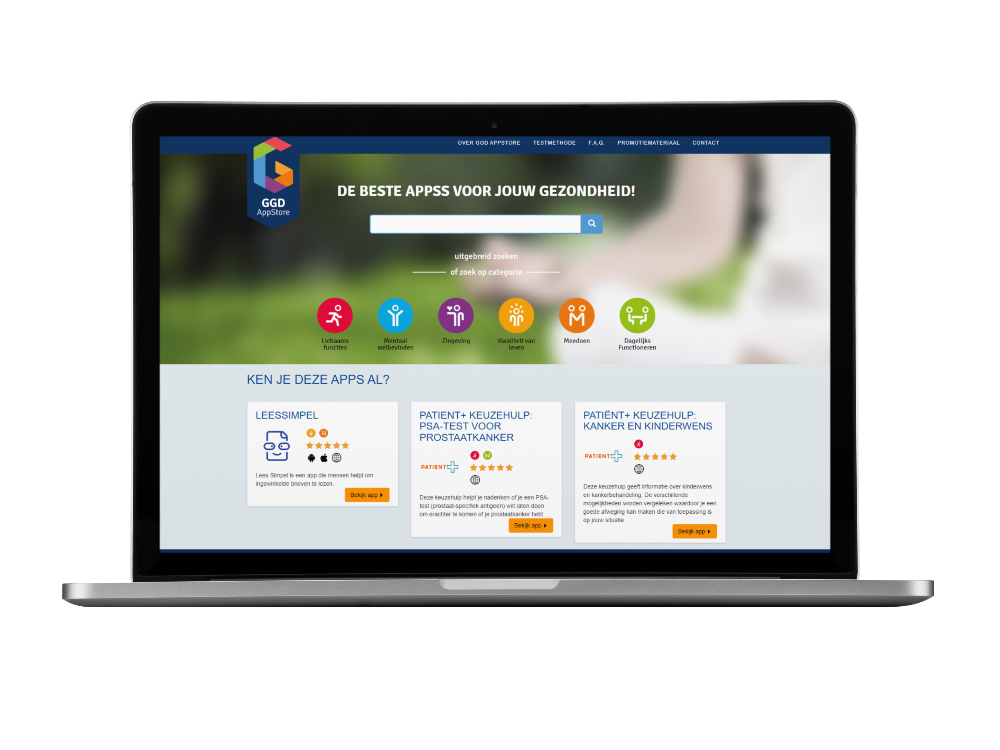 OVER GGD APPSTORE TESTMETHODE F.A.Q. PROMOTIEMATERIAAL CONTACT
GGD
AppStore
DE BESTE APPSS VOOR JOUW GEZONDHEID!
uitgebreid zoeken
of zoek op categorie
Lichaams
functies
Mentaal
welbevinden
Zingeving
Kwaliteit van
leven
Meedoen
Dagelijks
Functioneren
KEN JE DEZE APPS AL?
LEESSIMPEL
Lees Simpel is een app die mensen helpt om
ingewikkelde brieven te lezen.
Bekijk app
PATIENT+ KEUZEHULP:
PSA-TEST VOOR
PROSTAATKANKER
PATIENT
Deze keuzehulp helpt je nadenken of je een PSA-
test (prostaat-specifiek antigeen) wilt laten doen
om erachter te komen of je prostaatkanker hebt.
Bekijk app
PATIËNT+ KEUZEHULP:
KANKER EN KINDERWENS
PATIENT
Deze keuzehulp geeft informatie over kinderwens
en kankerbehandeling. De verschillende
mogelijkheden worden vergeleken waardoor je een
goede afweging kan maken die van toepassing is
op jouw situatie.
Bekijk app